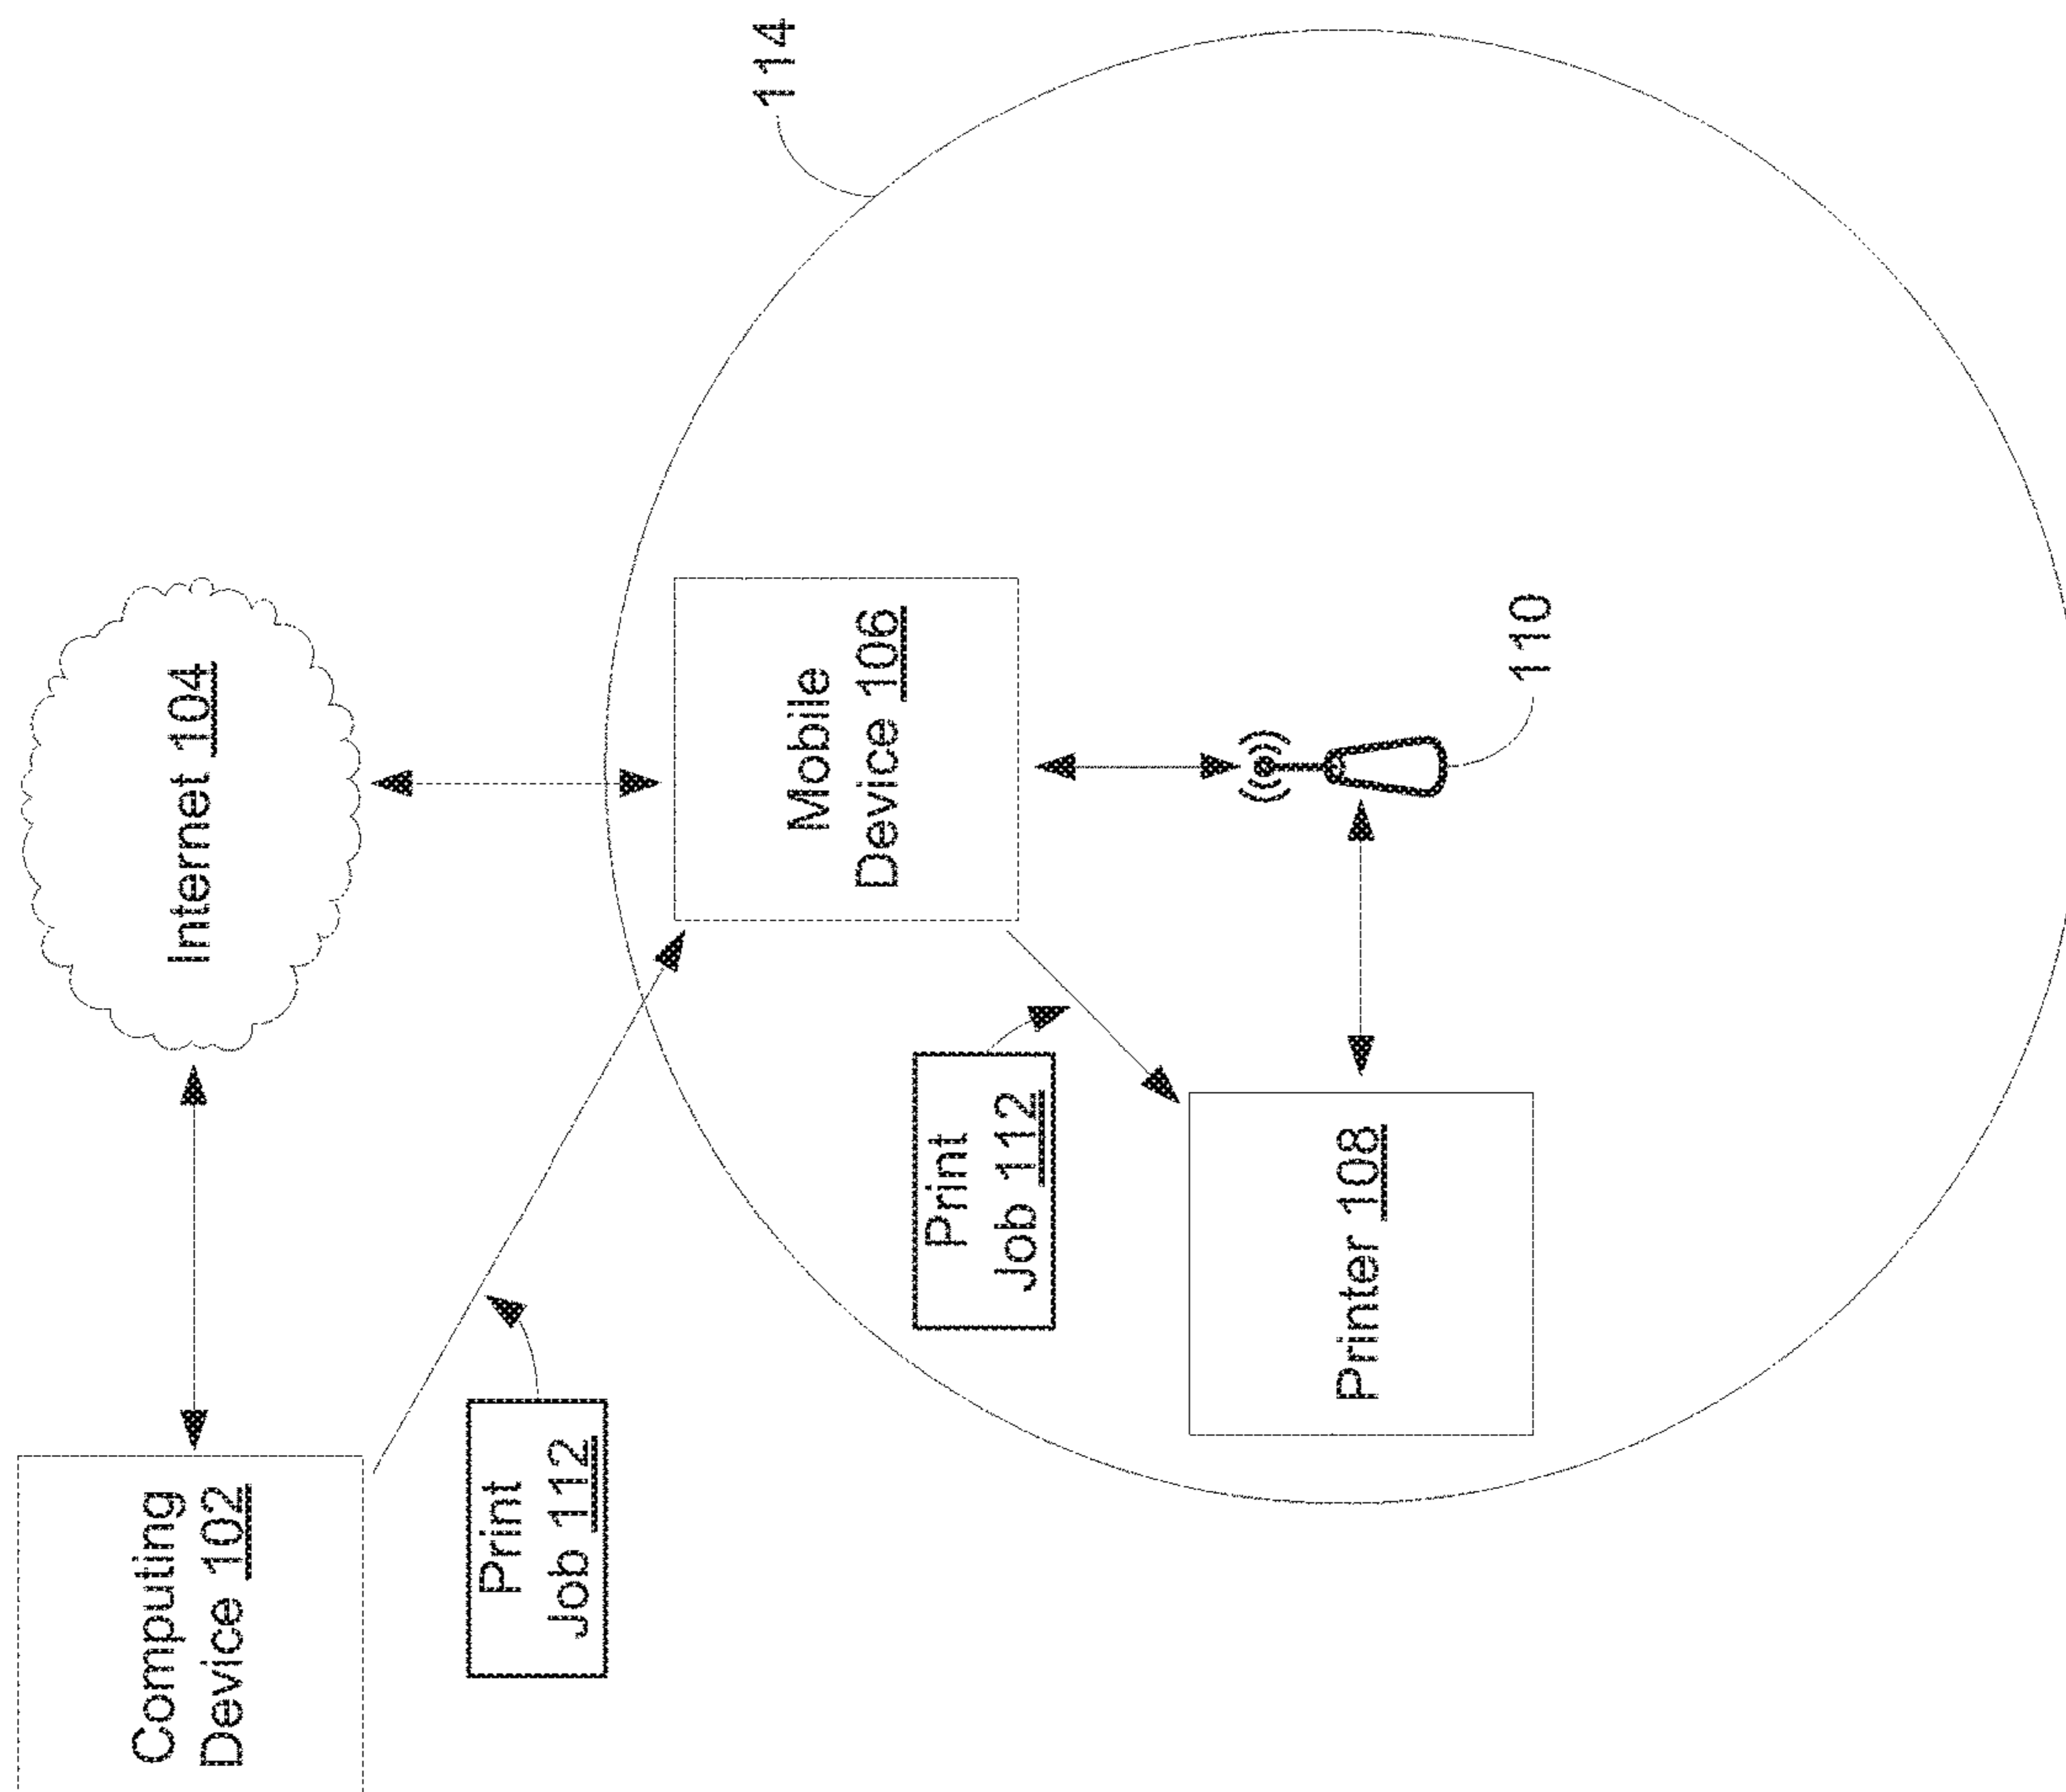 Computing
Device 102
Internet 104
Print
Job 112
Mobile
Device 106
114
Print
Job 112
Printer 108
110